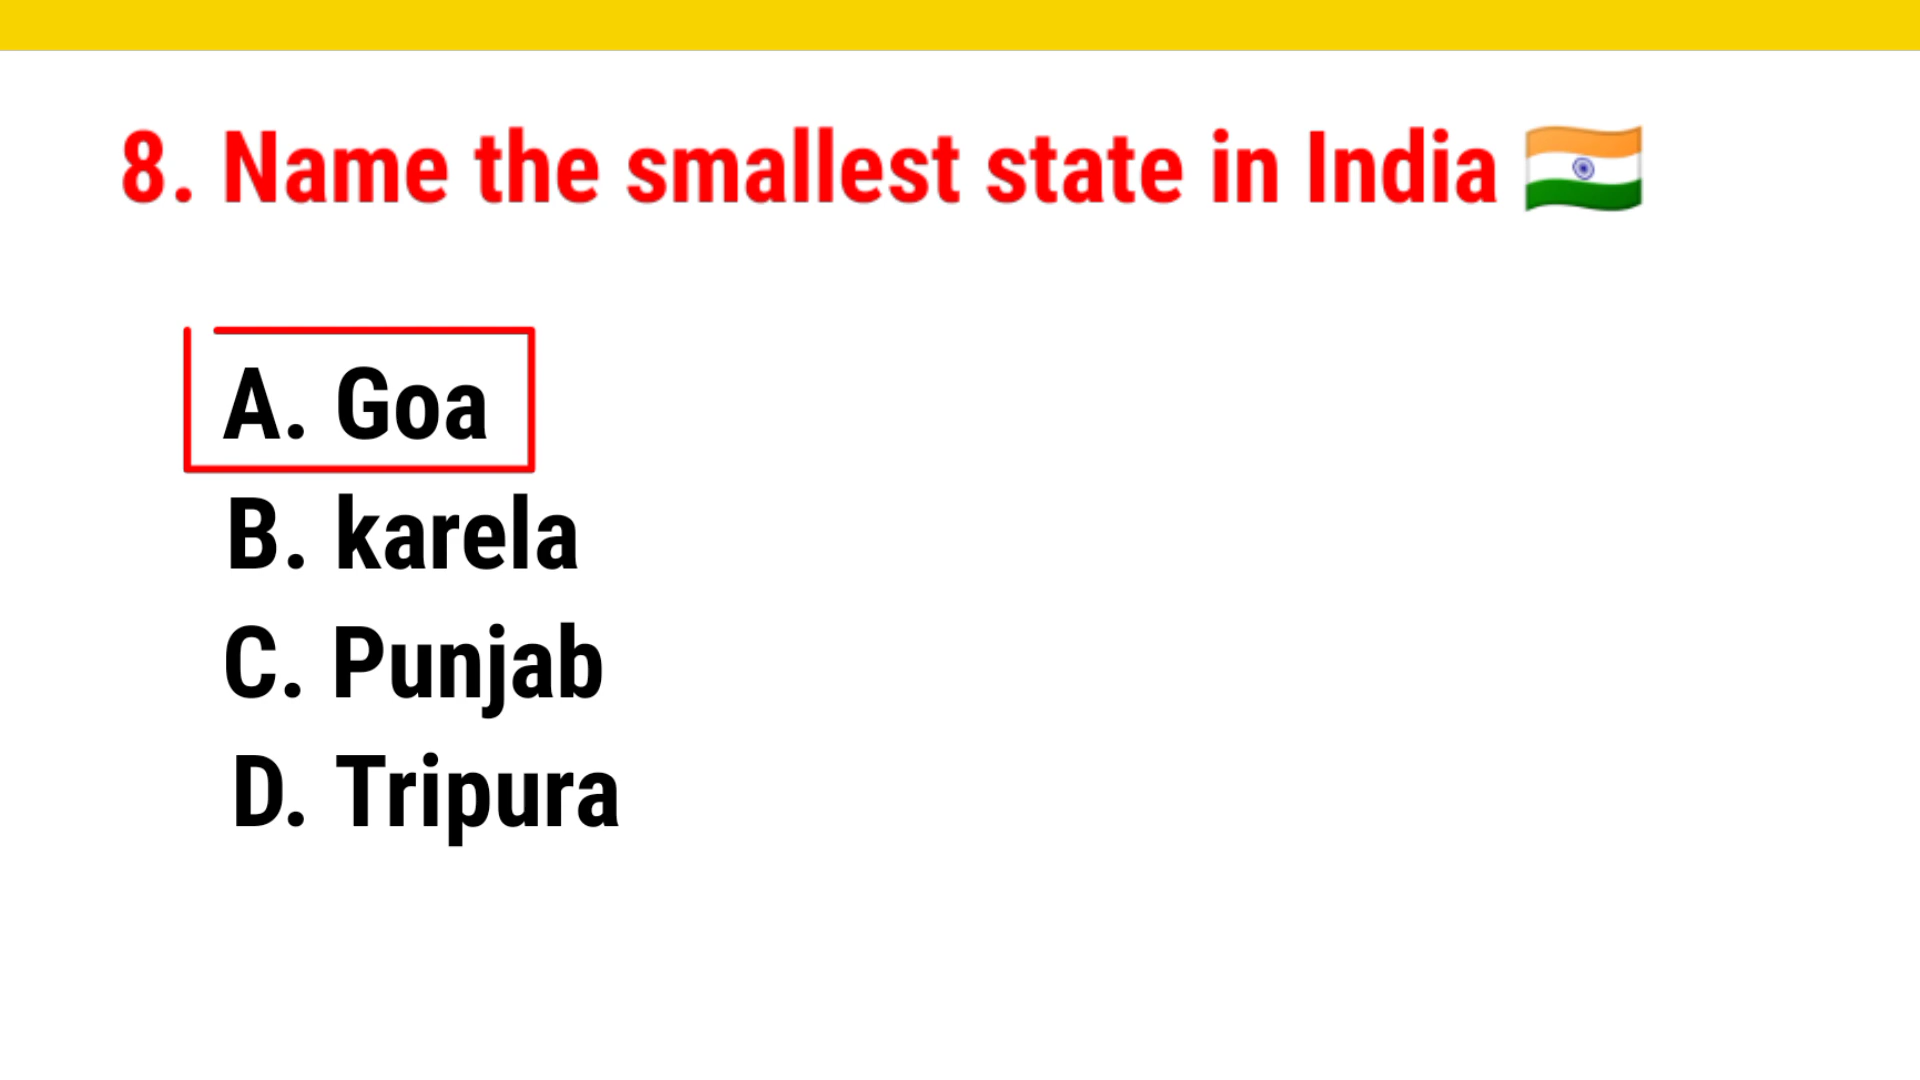 8. Name the smallest state in India 🇮🇳
A. Goa
B. karela
C. Punjab
D. Tripura